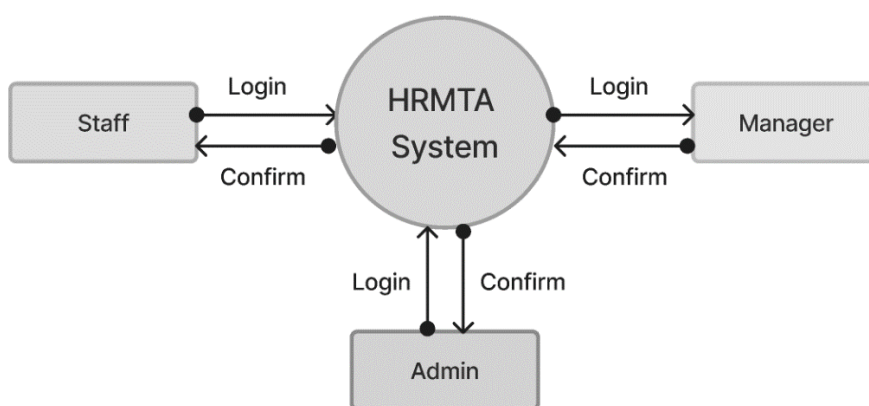 Login
HRMTA
Login
Staff
System
Manager
Confirm
Confirm
Login
Confirm
Admin